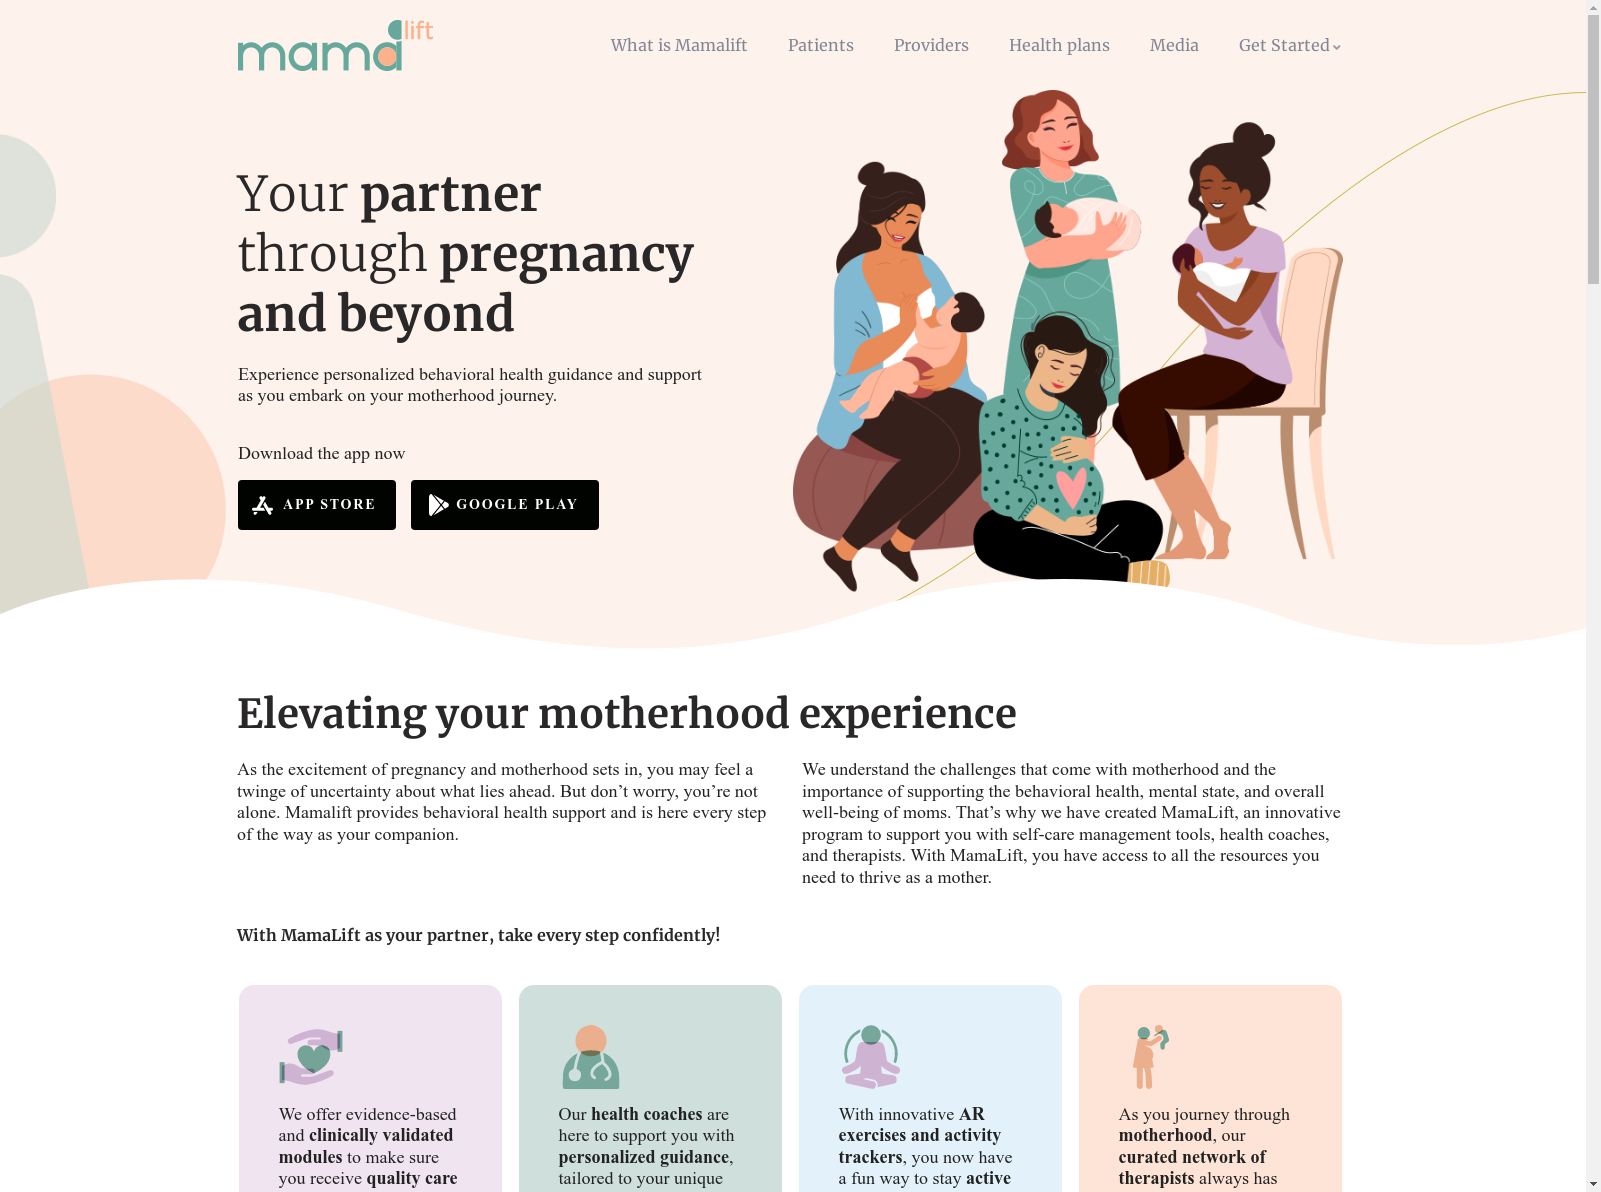 mama lift
What is Mamalift Patients Providers Health plans Media Get Started
Your partner
through pregnancy
and beyond
Experience personalized behavioral health guidance and support
as you embark on your motherhood journey.
Download the app now
APP STORE GOOGLE PLAY
Elevating your motherhood experience
As the excitement of pregnancy and motherhood sets in, you may feel a
twinge of uncertainty about what lies ahead. But don’t worry, you’re not
alone. Mamalift provides behavioral health support and is here every step
of the way as your companion.
We understand the challenges that come with motherhood and the
importance of supporting the behavioral health, mental state, and overall
well-being of moms. That’s why we have created MamaLift, an innovative
program to support you with self-care management tools, health coaches,
and therapists. With MamaLift, you have access to all the resources you
need to thrive as a mother.
With MamaLift as your partner, take every step confidently!
We offer evidence-based
and clinically validated
modules to make sure
you receive quality care
Our health coaches are
here to support you with
personalized guidance,
tailored to your unique
With innovative AR
exercises and activity
trackers, you now have
a fun way to stay active
As you journey through
motherhood, our
curated network of
therapists always has